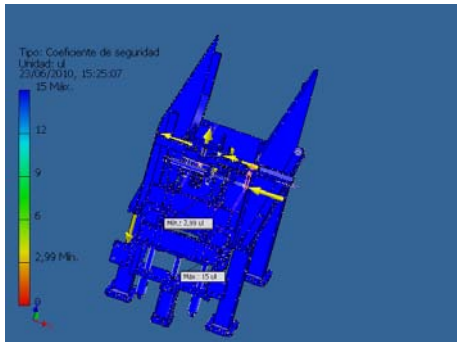 Tipo: Coeficiente de seguridad
Unidad: ul
23/06/2010, 15:25:07
15 Máx.
12
9
6
2,99 Mín.
0
Mín.: 2,99 ul
Máx.: 15 ul